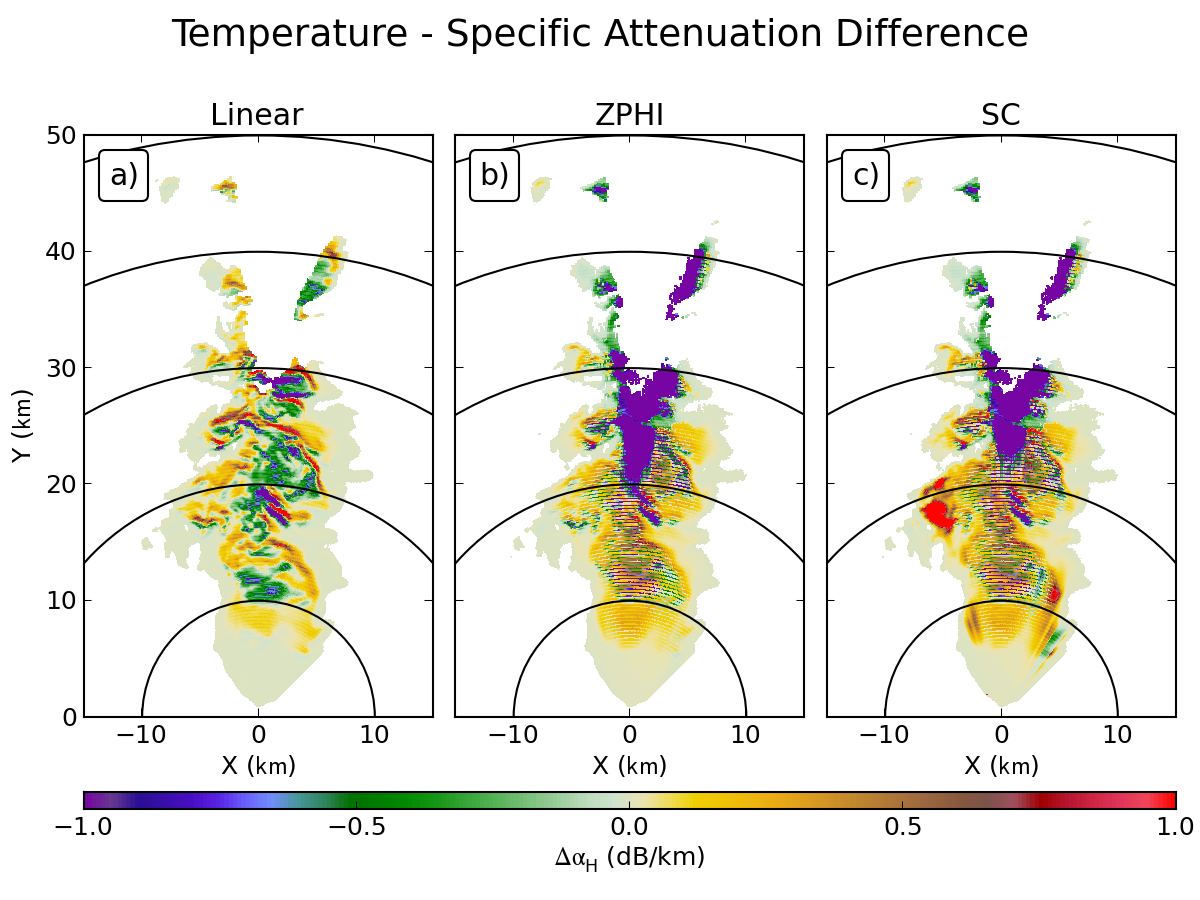 Temperature - Specific Attenuation Difference
Linear ZPHI SC
a) b) c)
50
40
30
20
10
0
Y (km)
−10 0 10 −10 0 10 −10 0 10
X (km) X (km) X (km)
−1.0 −0.5 0.0 0.5 1.0
ΔαH (dB/km)